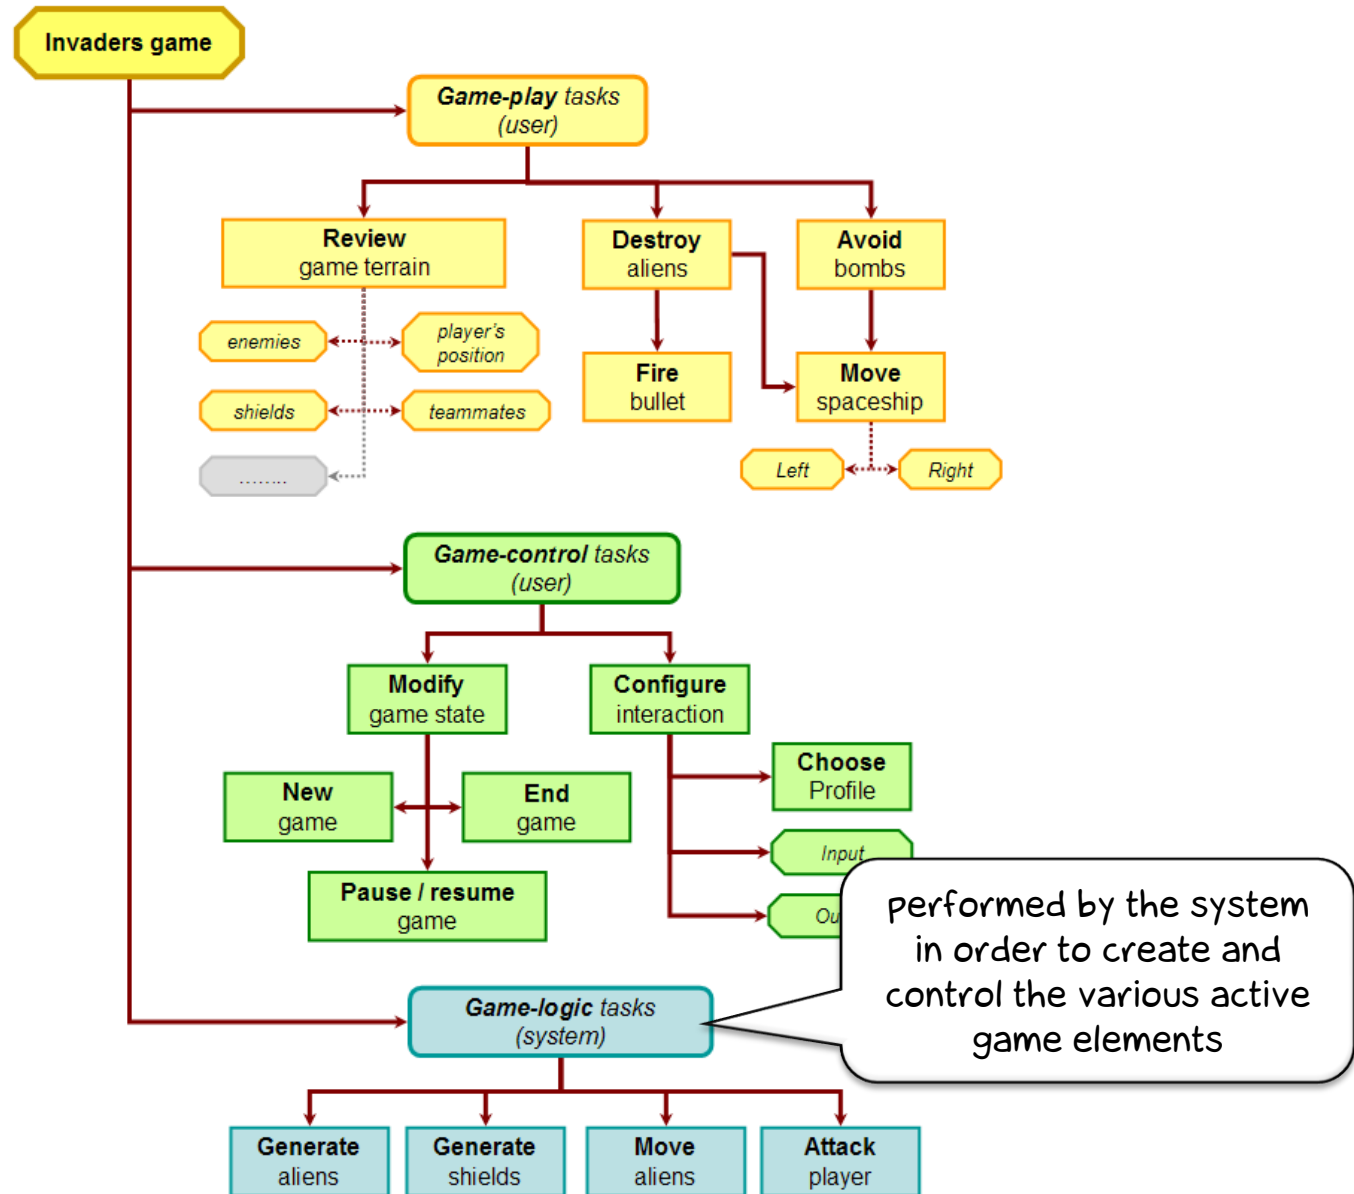 Invaders game
Game-play tasks
(user)
Review
game terrain
Destroy
aliens
Avoid
bombs
enemies
player's
position
shields
teammates
........
Fire
bullet
Move
spaceship
Left
Right
Game-control tasks
(user)
Modify
game state
Configure
interaction
New
game
End
game
Pause / resume
game
Choose
Profile
Input
performed by the system
in order to create and
control the various active
game elements
Game-logic tasks
(system)
Generate
aliens
Generate
shields
Move
aliens
Attack
player